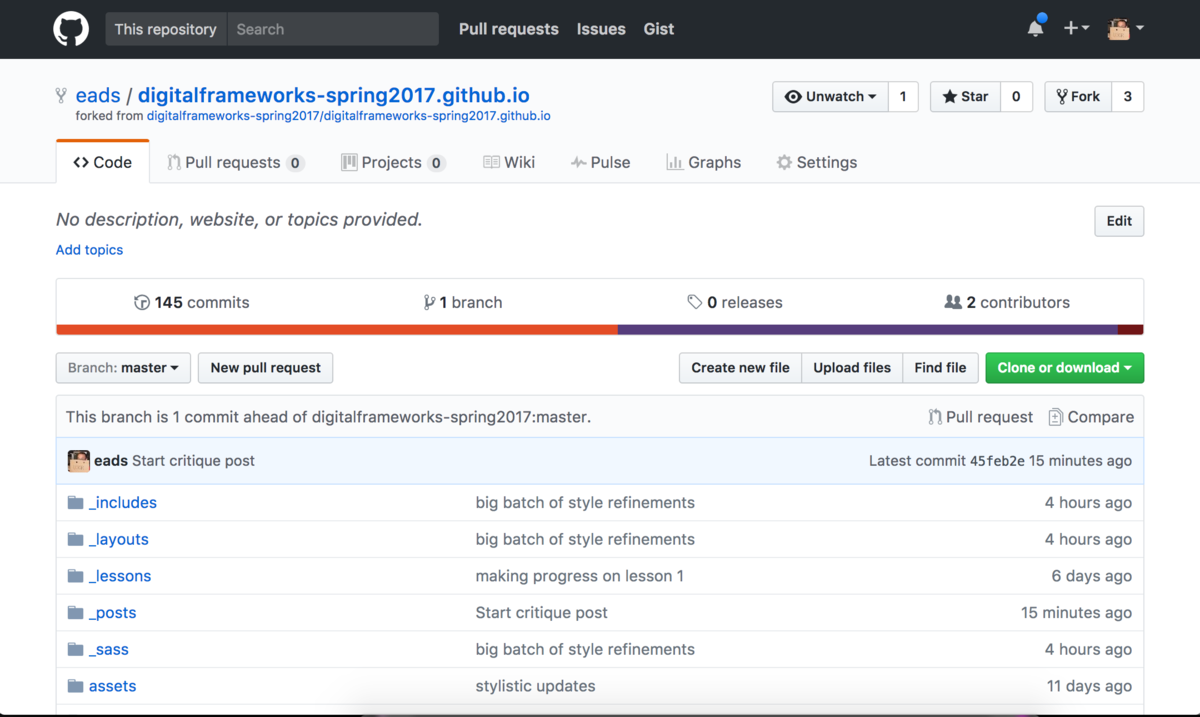 This repository Search Pull requests Issues Gist
eads / digitalframeworks-spring2017.github.io Unwatch 1 Star 0 Fork 3
forked from digitalframeworks-spring2017/digitalframeworks-spring2017.github.io
Code Pull requests 0 Projects 0 Wiki Pulse Graphs Settings
No description, website, or topics provided. Edit
Add topics
145 commits 1 branch 0 releases 2 contributors
Branch: master New pull request Create new file Upload files Find file Clone or download
This branch is 1 commit ahead of digitalframeworks-spring2017:master. Pull request Compare
eads Start critique post Latest commit 45feb2e 15 minutes ago
_includes big batch of style refinements 4 hours ago
_layouts big batch of style refinements 4 hours ago
_lessons making progress on lesson 1 6 days ago
_posts Start critique post 15 minutes ago
_sass big batch of style refinements 4 hours ago
assets stylistic updates 11 days ago